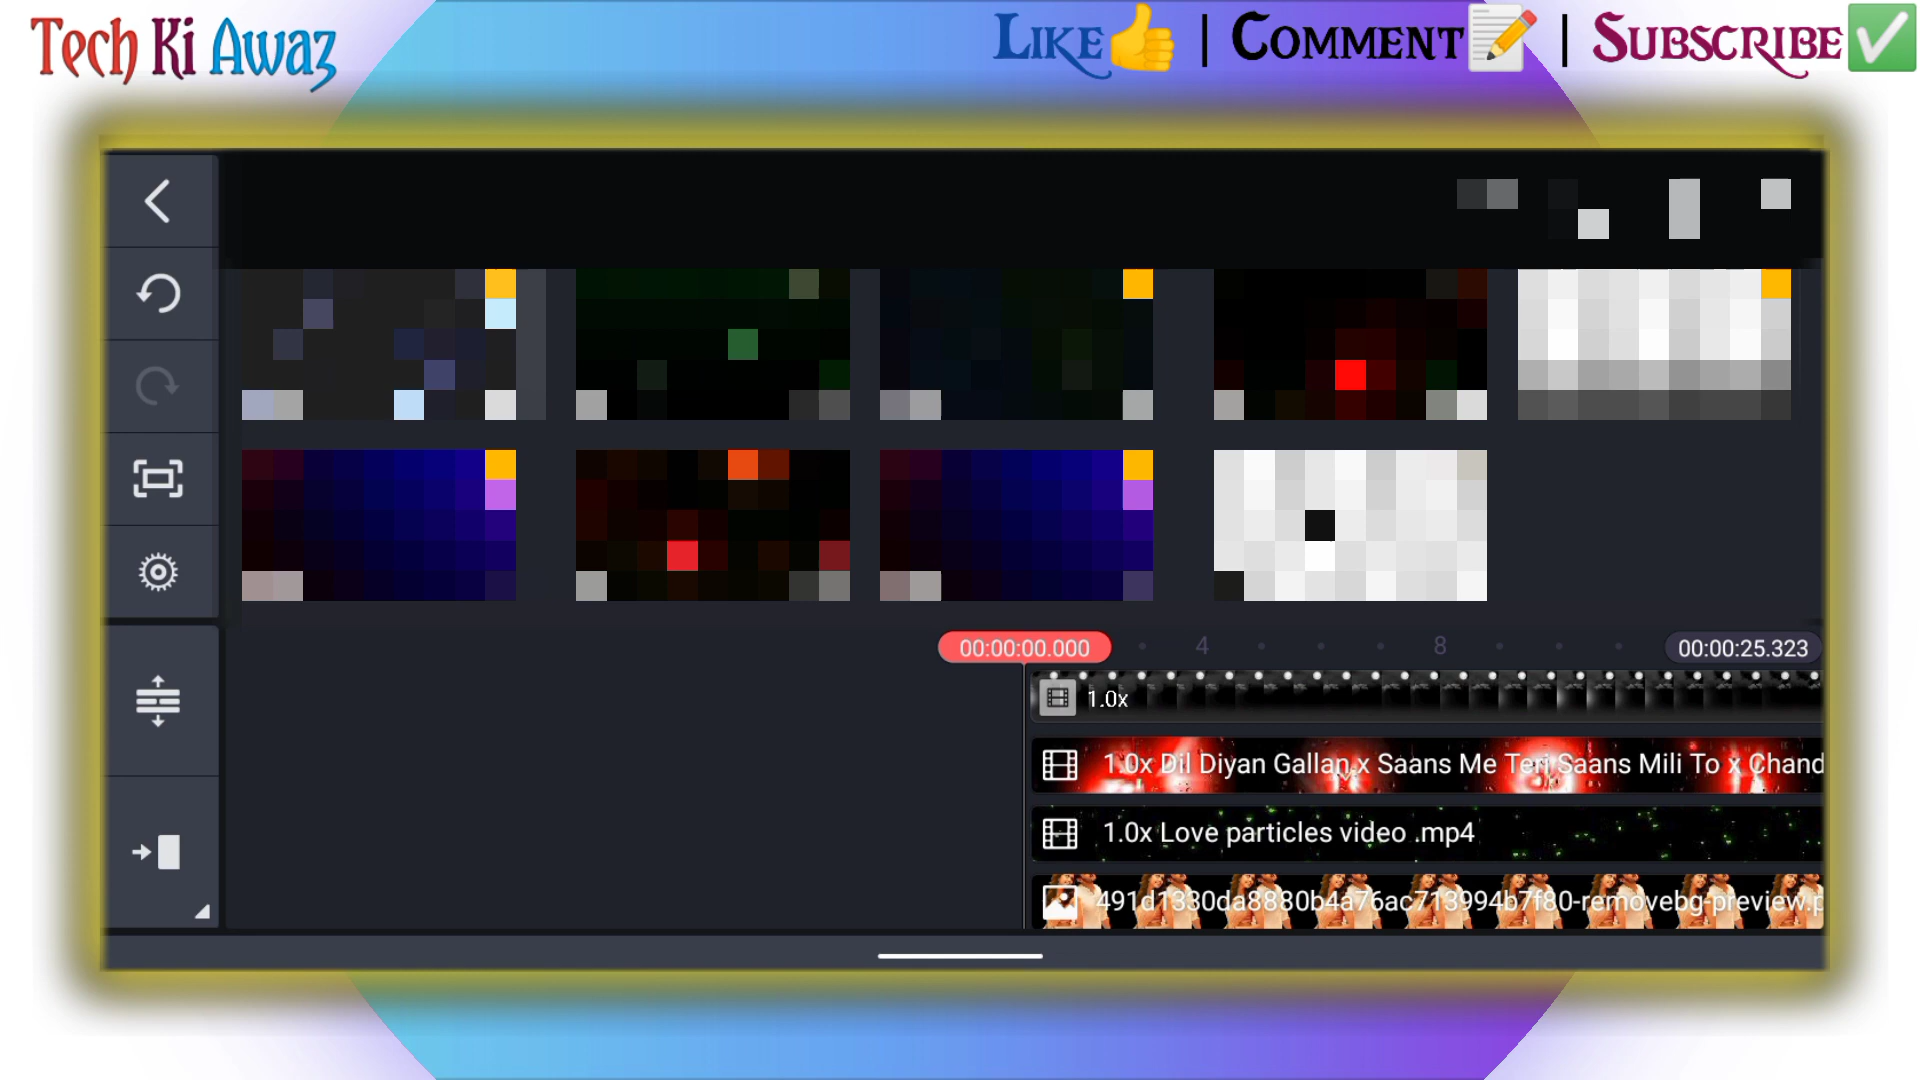 Tech Ki Awaz
LIKE👍 | COMMENT📝 | SUBSCRIBE✅
00:00:00.000
4
8
00:00:25.323
1.0x
1.0x Dil Diyan Gallan x Saans Me Teri Saans Mili To x Chand
1.0x Love particles video .mp4
491d1330da8880b4a76ac713994b7f80-removebg-preview.p